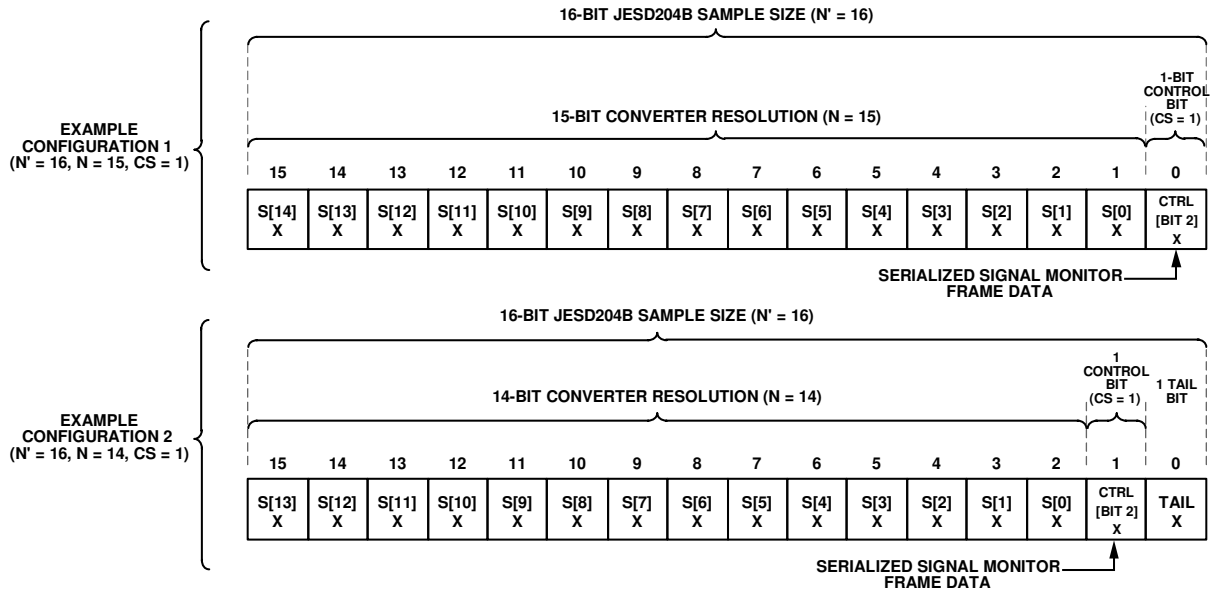 16-BIT JESD204B SAMPLE SIZE (N' = 16)
1-BIT
CONTROL
BIT
(CS = 1)
15-BIT CONVERTER RESOLUTION (N = 15)
EXAMPLE
CONFIGURATION 1
(N' = 16, N = 15, CS = 1)
15 14 13 12 11 10 9 8 7 6 5 4 3 2 1 0
S[14] S[13] S[12] S[11] S[10] S[9] S[8] S[7] S[6] S[5] S[4] S[3] S[2] S[1] S[0] CTRL
[BIT 2]
X X X X X X X X X X X X X X X X
SERIALIZED SIGNAL MONITOR
FRAME DATA
16-BIT JESD204B SAMPLE SIZE (N' = 16)
1
CONTROL
BIT
(CS = 1)
1 TAIL
BIT
14-BIT CONVERTER RESOLUTION (N = 14)
EXAMPLE
CONFIGURATION 2
(N' = 16, N = 14, CS = 1)
15 14 13 12 11 10 9 8 7 6 5 4 3 2 1 0
S[13] S[12] S[11] S[10] S[9] S[8] S[7] S[6] S[5] S[4] S[3] S[2] S[1] S[0] CTRL TAIL
[BIT 2]
X X X X X X X X X X X X X X X X
SERIALIZED SIGNAL MONITOR
FRAME DATA